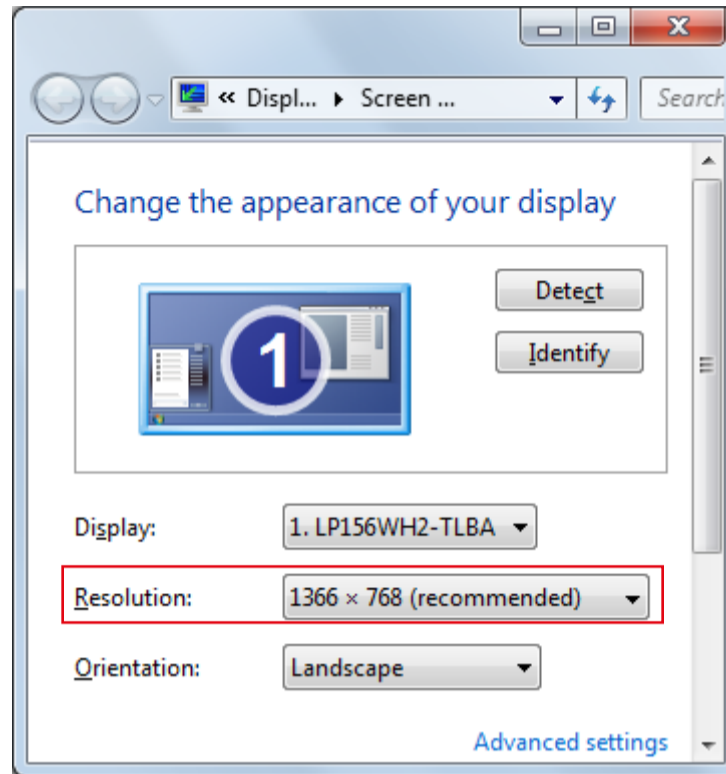 « Displ... ▸ Screen ... Search
Change the appearance of your display
Detect
1
Identify
Display: 1. LP156WH2-TLBA
Resolution: 1366 × 768 (recommended)
Orientation: Landscape
Advanced settings